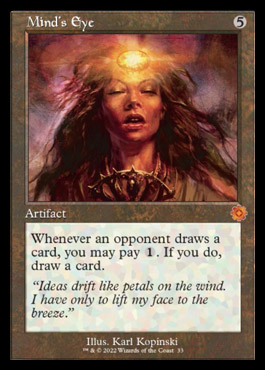 Mind's Eye 5
Artifact
Whenever an opponent draws a
card, you may pay 1. If you do,
draw a card.
“Ideas drift like petals on the wind.
I have only to lift my face to the
breeze.”
Illus. Karl Kopinski
™ & © 2022 Wizards of the Coast 35